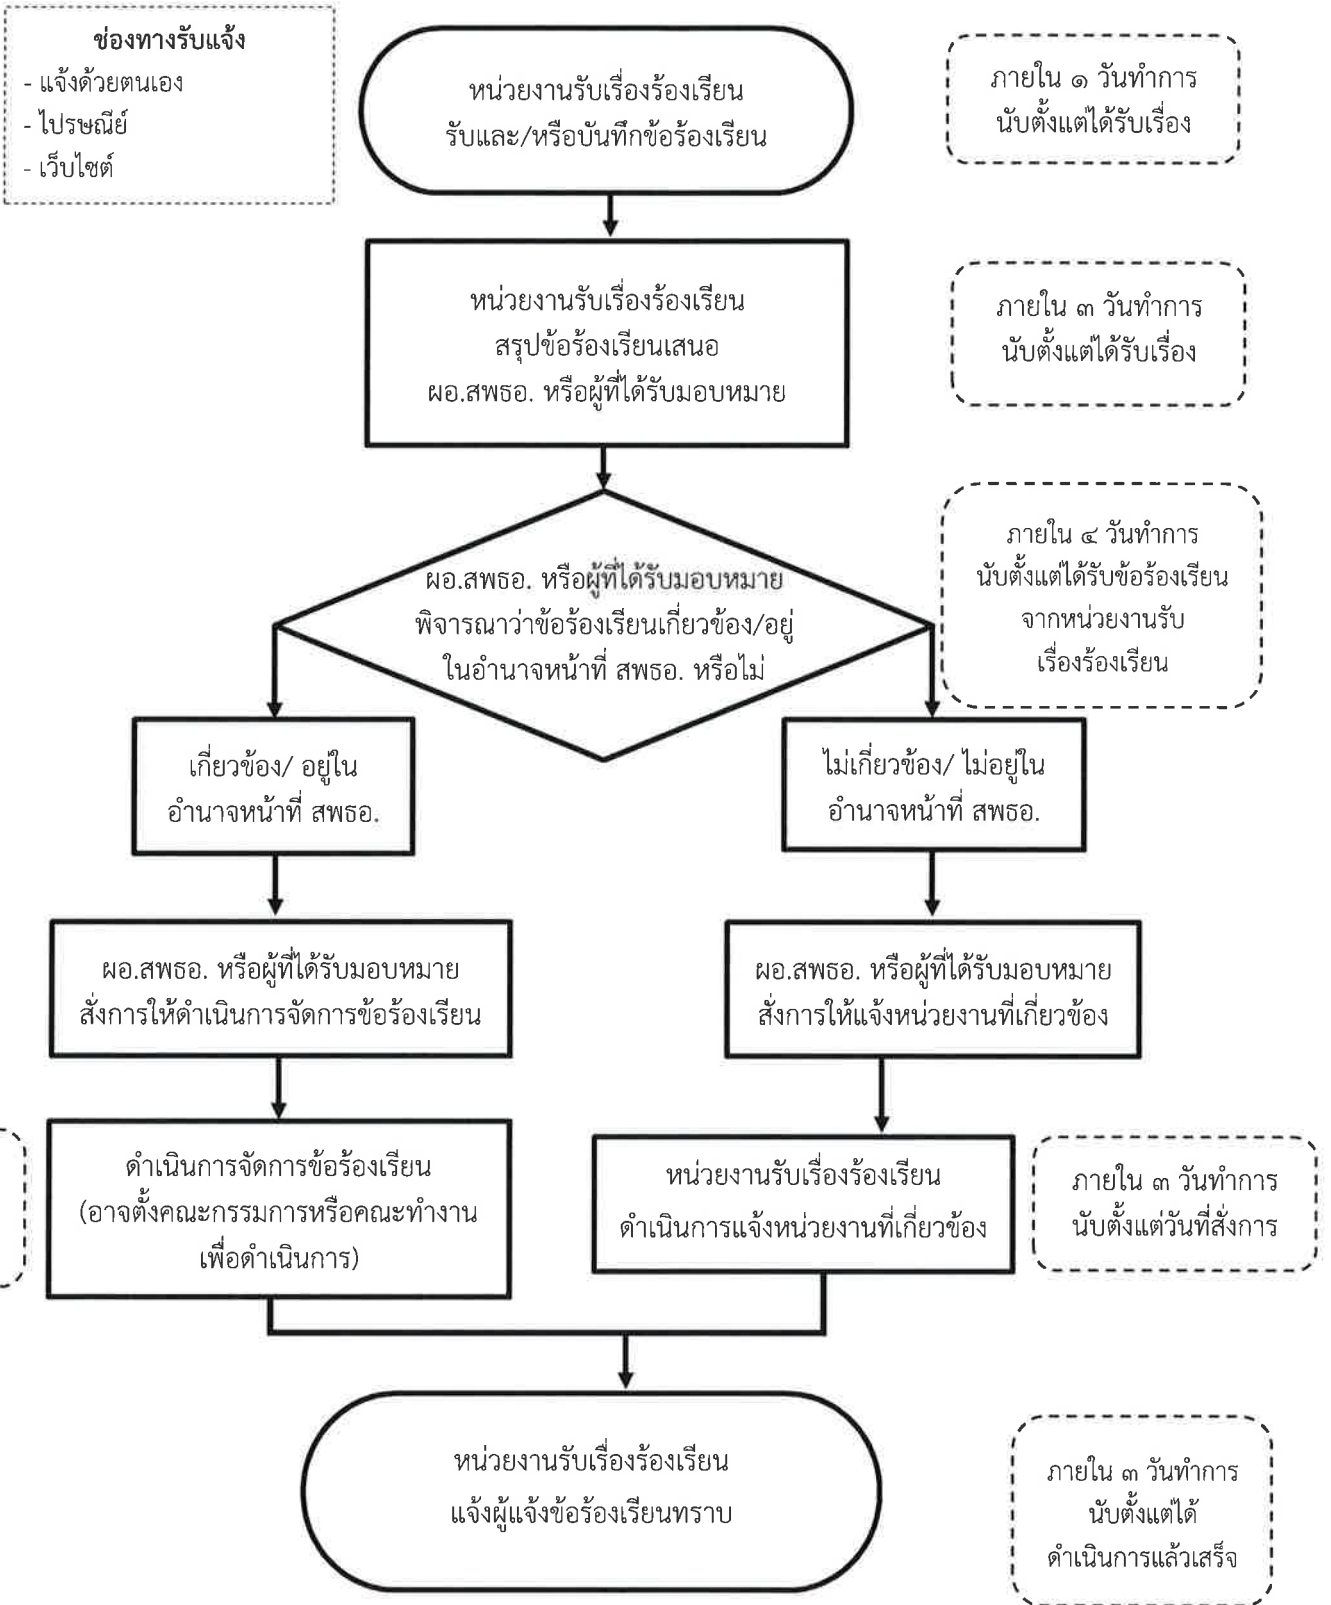 ช่องทางรับแจ้ง
- แจ้งด้วยตนเอง
- ไปรษณีย์
- เว็บไซต์
หน่วยงานรับเรื่องร้องเรียน
รับและ/หรือบันทึกข้อร้องเรียน
ภายใน ๑ วันทำการ
นับตั้งแต่ได้รับเรื่อง
หน่วยงานรับเรื่องร้องเรียน
สรุปข้อร้องเรียนเสนอ
ผอ.สพธอ. หรือผู้ที่ได้รับมอบหมาย
ภายใน ๓ วันทำการ
นับตั้งแต่ได้รับเรื่อง
ผอ.สพธอ. หรือผู้ที่ได้รับมอบหมาย
พิจารณาว่าข้อร้องเรียนเกี่ยวข้อง/อยู่
ในอำนาจหน้าที่ สพธอ. หรือไม่
ภายใน ๔ วันทำการ
นับตั้งแต่ได้รับข้อร้องเรียน
จากหน่วยงานรับ
เรื่องร้องเรียน
เกี่ยวข้อง/ อยู่ใน
อำนาจหน้าที่ สพธอ.
ไม่เกี่ยวข้อง/ ไม่อยู่ใน
อำนาจหน้าที่ สพธอ.
ผอ.สพธอ. หรือผู้ที่ได้รับมอบหมาย
สั่งการให้ดำเนินการจัดการข้อร้องเรียน
ผอ.สพธอ. หรือผู้ที่ได้รับมอบหมาย
สั่งการให้แจ้งหน่วยงานที่เกี่ยวข้อง
ดำเนินการจัดการข้อร้องเรียน
(อาจตั้งคณะกรรมการหรือคณะทำงาน
เพื่อดำเนินการ)
หน่วยงานรับเรื่องร้องเรียน
ดำเนินการแจ้งหน่วยงานที่เกี่ยวข้อง
ภายใน ๓ วันทำการ
นับตั้งแต่วันที่สั่งการ
หน่วยงานรับเรื่องร้องเรียน
แจ้งผู้แจ้งข้อร้องเรียนทราบ
ภายใน ๓ วันทำการ
นับตั้งแต่ได้
ดำเนินการแล้วเสร็จ